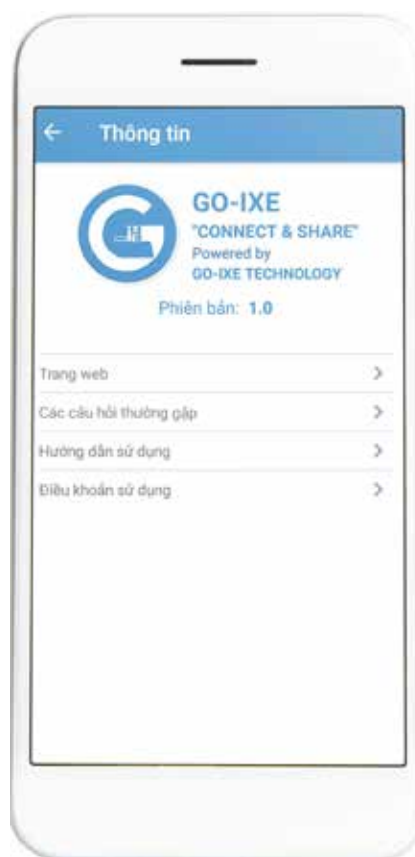 Thông tin
GO-IXE
"CONNECT & SHARE"
Powered by
GO-IXE TECHNOLOGY
Phiên bản: 1.0
Trang web
Các câu hỏi thường gặp
Hướng dẫn sử dụng
Điều khoản sử dụng